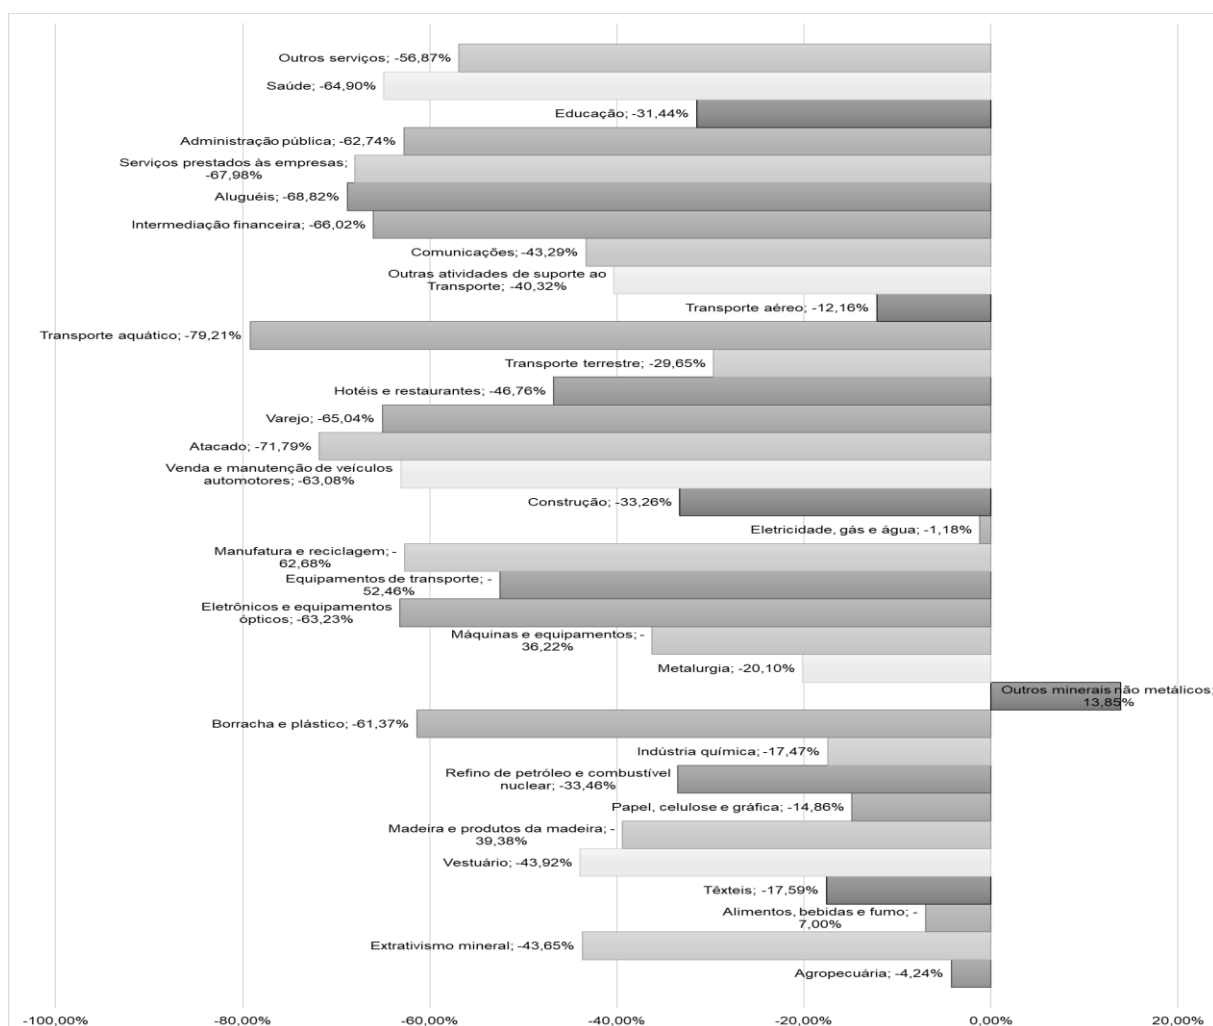 Outros serviços; -56,87%
Saúde; -64,90%
Educação; -31,44%
Administração pública; -62,74%
Serviços prestados às empresas;
-67,98%
Aluguéis; -68,82%
Intermediação financeira; -66,02%
Comunicações; -43,29%
Outras atividades de suporte ao
Transporte; -40,32%
Transporte aéreo; -12,16%
Transporte aquático; -79,21%
Transporte terrestre; -29,65%
Hotéis e restaurantes; -46,76%
Varejo; -65,04%
Atacado; -71,79%
Venda e manutenção de veículos
automotores; -63,08%
Construção; -33,26%
Eletricidade, gás e água; -1,18%
Manufatura e reciclagem; -
62,68%
Equipamentos de transporte; -
52,46%
Eletrônicos e equipamentos
ópticos; -63,23%
Máquinas e equipamentos; -
36,22%
Metalurgia; -20,10%
Outros minerais não metálicos;
13,85%
Borracha e plástico; -61,37%
Indústria química; -17,47%
Refino de petróleo e combustível
nuclear; -33,46%
Papel, celulose e gráfica; -14,86%
Madeira e produtos da madeira; -
39,38%
Vestuário; -43,92%
Têxteis; -17,59%
Alimentos, bebidas e fumo; -
7,00%
Extrativismo mineral; -43,65%
Agropecuária; -4,24%
-100,00% -80,00% -60,00% -40,00% -20,00% 0,00% 20,00%